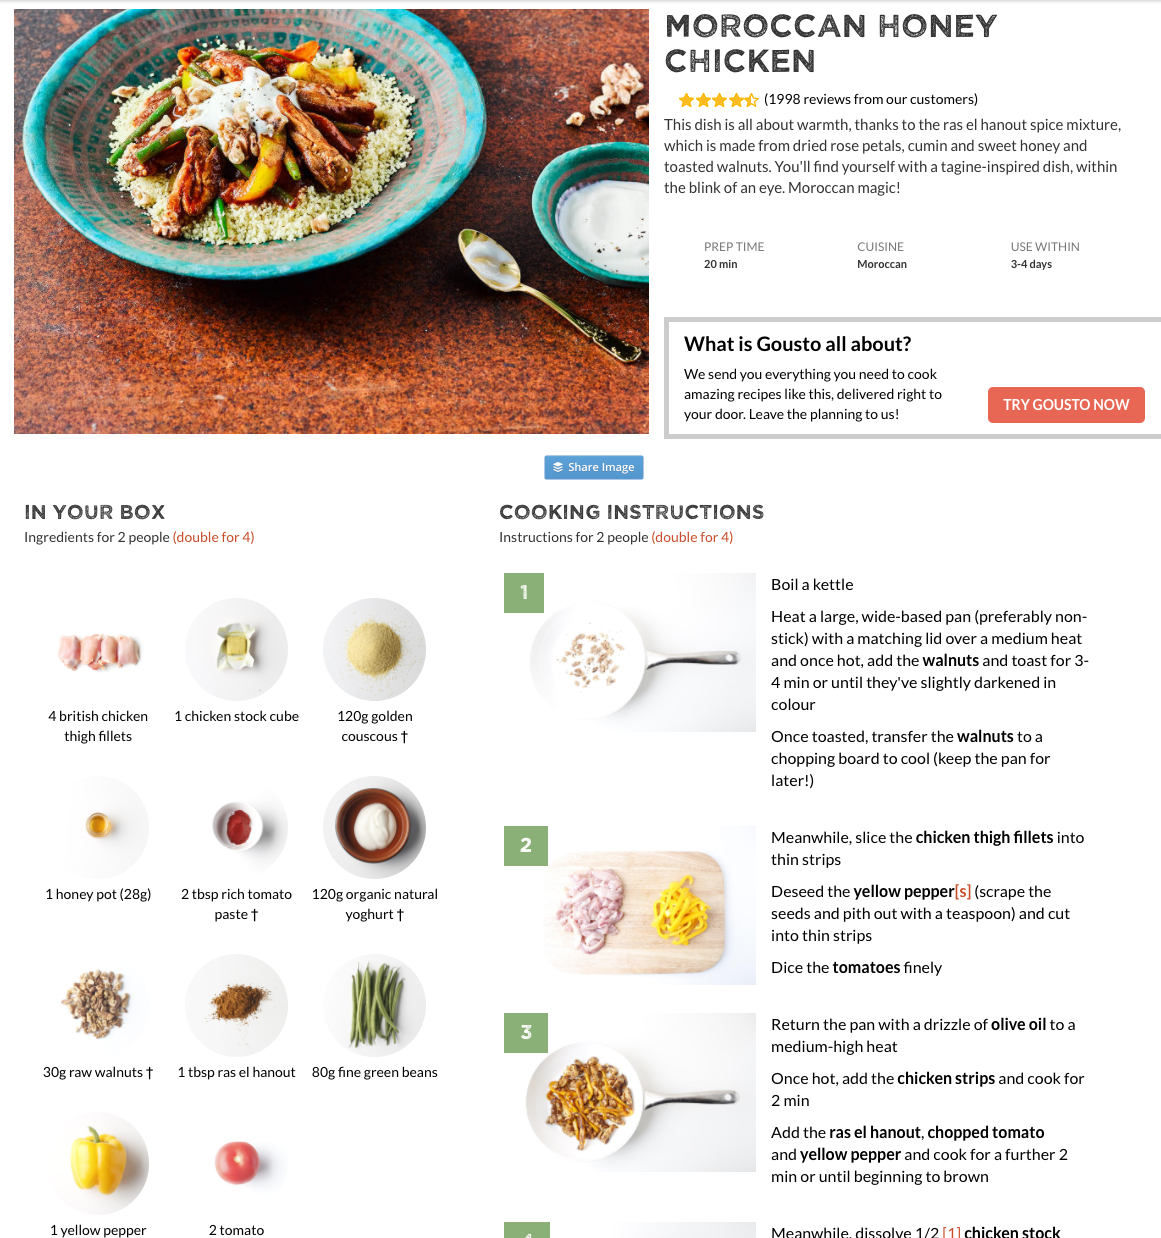 MOROCCAN HONEY
CHICKEN
(1998 reviews from our customers)
This dish is all about warmth, thanks to the ras el hanout spice mixture,
which is made from dried rose petals, cumin and sweet honey and
toasted walnuts. You'll find yourself with a tagine-inspired dish, within
the blink of an eye. Moroccan magic!
PREP TIME
20 min
CUISINE
Moroccan
USE WITHIN
3-4 days
What is Gousto all about?
We send you everything you need to cook
amazing recipes like this, delivered right to
your door. Leave the planning to us!
TRY GOUSTO NOW
Share Image
IN YOUR BOX
Ingredients for 2 people (double for 4)
4 british chicken
thigh fillets
1 chicken stock cube
120g golden
couscous †
1 honey pot (28g)
2 tbsp rich tomato
paste †
120g organic natural
yoghurt †
30g raw walnuts †
1 tbsp ras el hanout
80g fine green beans
1 yellow pepper
2 tomato
COOKING INSTRUCTIONS
Instructions for 2 people (double for 4)
1
Boil a kettle
Heat a large, wide-based pan (preferably non-
stick) with a matching lid over a medium heat
and once hot, add the walnuts and toast for 3-
4 min or until they've slightly darkened in
colour
Once toasted, transfer the walnuts to a
chopping board to cool (keep the pan for
later!)
2
Meanwhile, slice the chicken thigh fillets into
thin strips
Deseed the yellow pepper[s] (scrape the
seeds and pith out with a teaspoon) and cut
into thin strips
Dice the tomatoes finely
3
Return the pan with a drizzle of olive oil to a
medium-high heat
Once hot, add the chicken strips and cook for
2 min
Add the ras el hanout, chopped tomato
and yellow pepper and cook for a further 2
min or until beginning to brown
Meanwhile, dissolve 1/2 [1] chicken stock